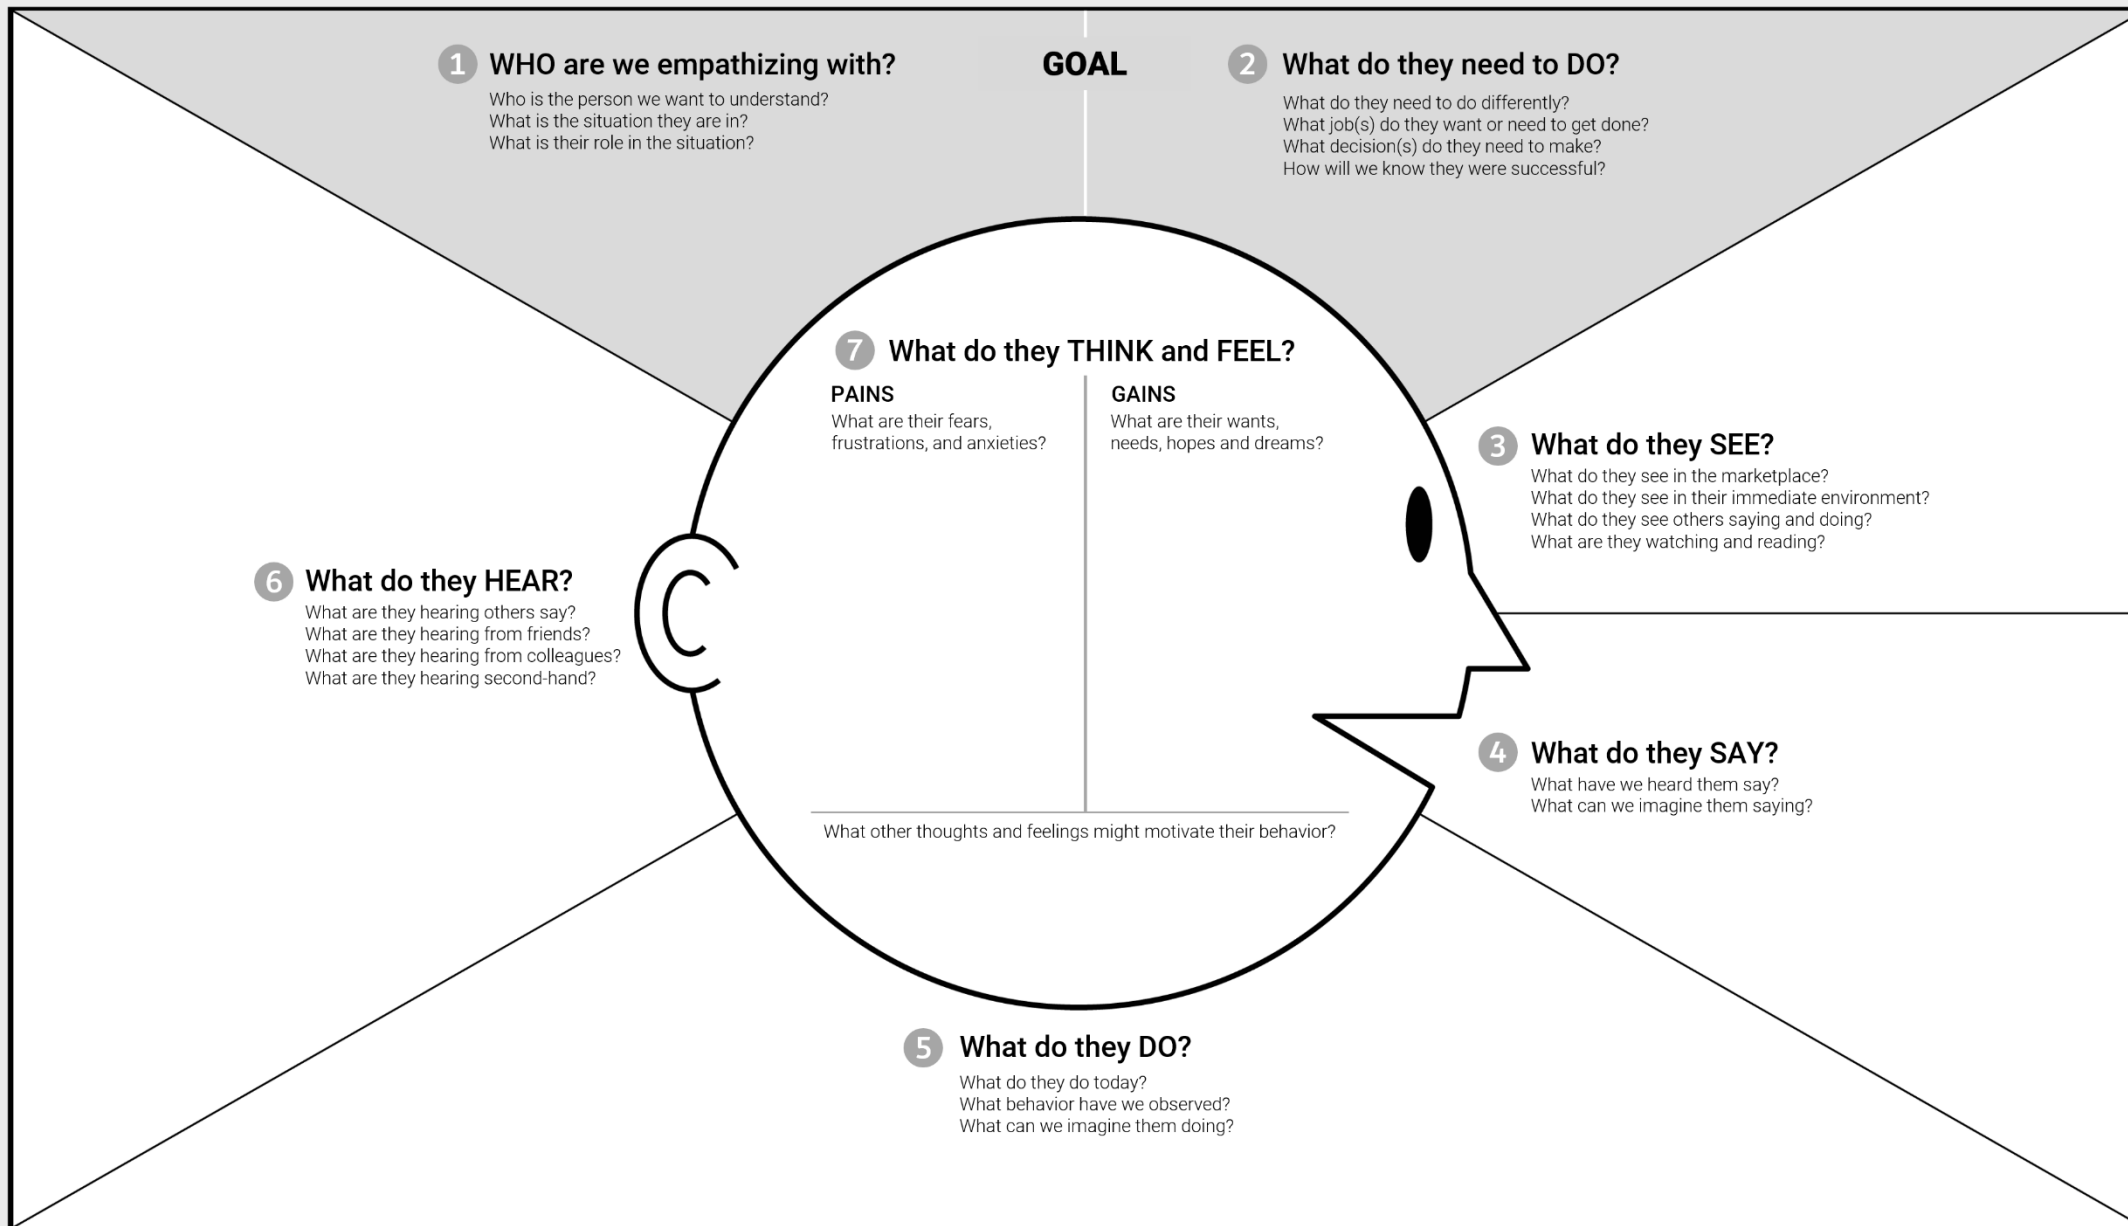 GOAL
1 WHO are we empathizing with?
Who is the person we want to understand?
What is the situation they are in?
What is their role in the situation?
2 What do they need to DO?
What do they need to do differently?
What job(s) do they want or need to get done?
What decision(s) do they need to make?
How will we know they were successful?
3 What do they SEE?
What do they see in the marketplace?
What do they see in their immediate environment?
What do they see others saying and doing?
What are they watching and reading?
4 What do they SAY?
What have we heard them say?
What can we imagine them saying?
5 What do they DO?
What do they do today?
What behavior have we observed?
What can we imagine them doing?
6 What do they HEAR?
What are they hearing others say?
What are they hearing from friends?
What are they hearing from colleagues?
What are they hearing second-hand?
7 What do they THINK and FEEL?
PAINS
What are their fears,
frustrations, and anxieties?
GAINS
What are their wants,
needs, hopes and dreams?
What other thoughts and feelings might motivate their behavior?